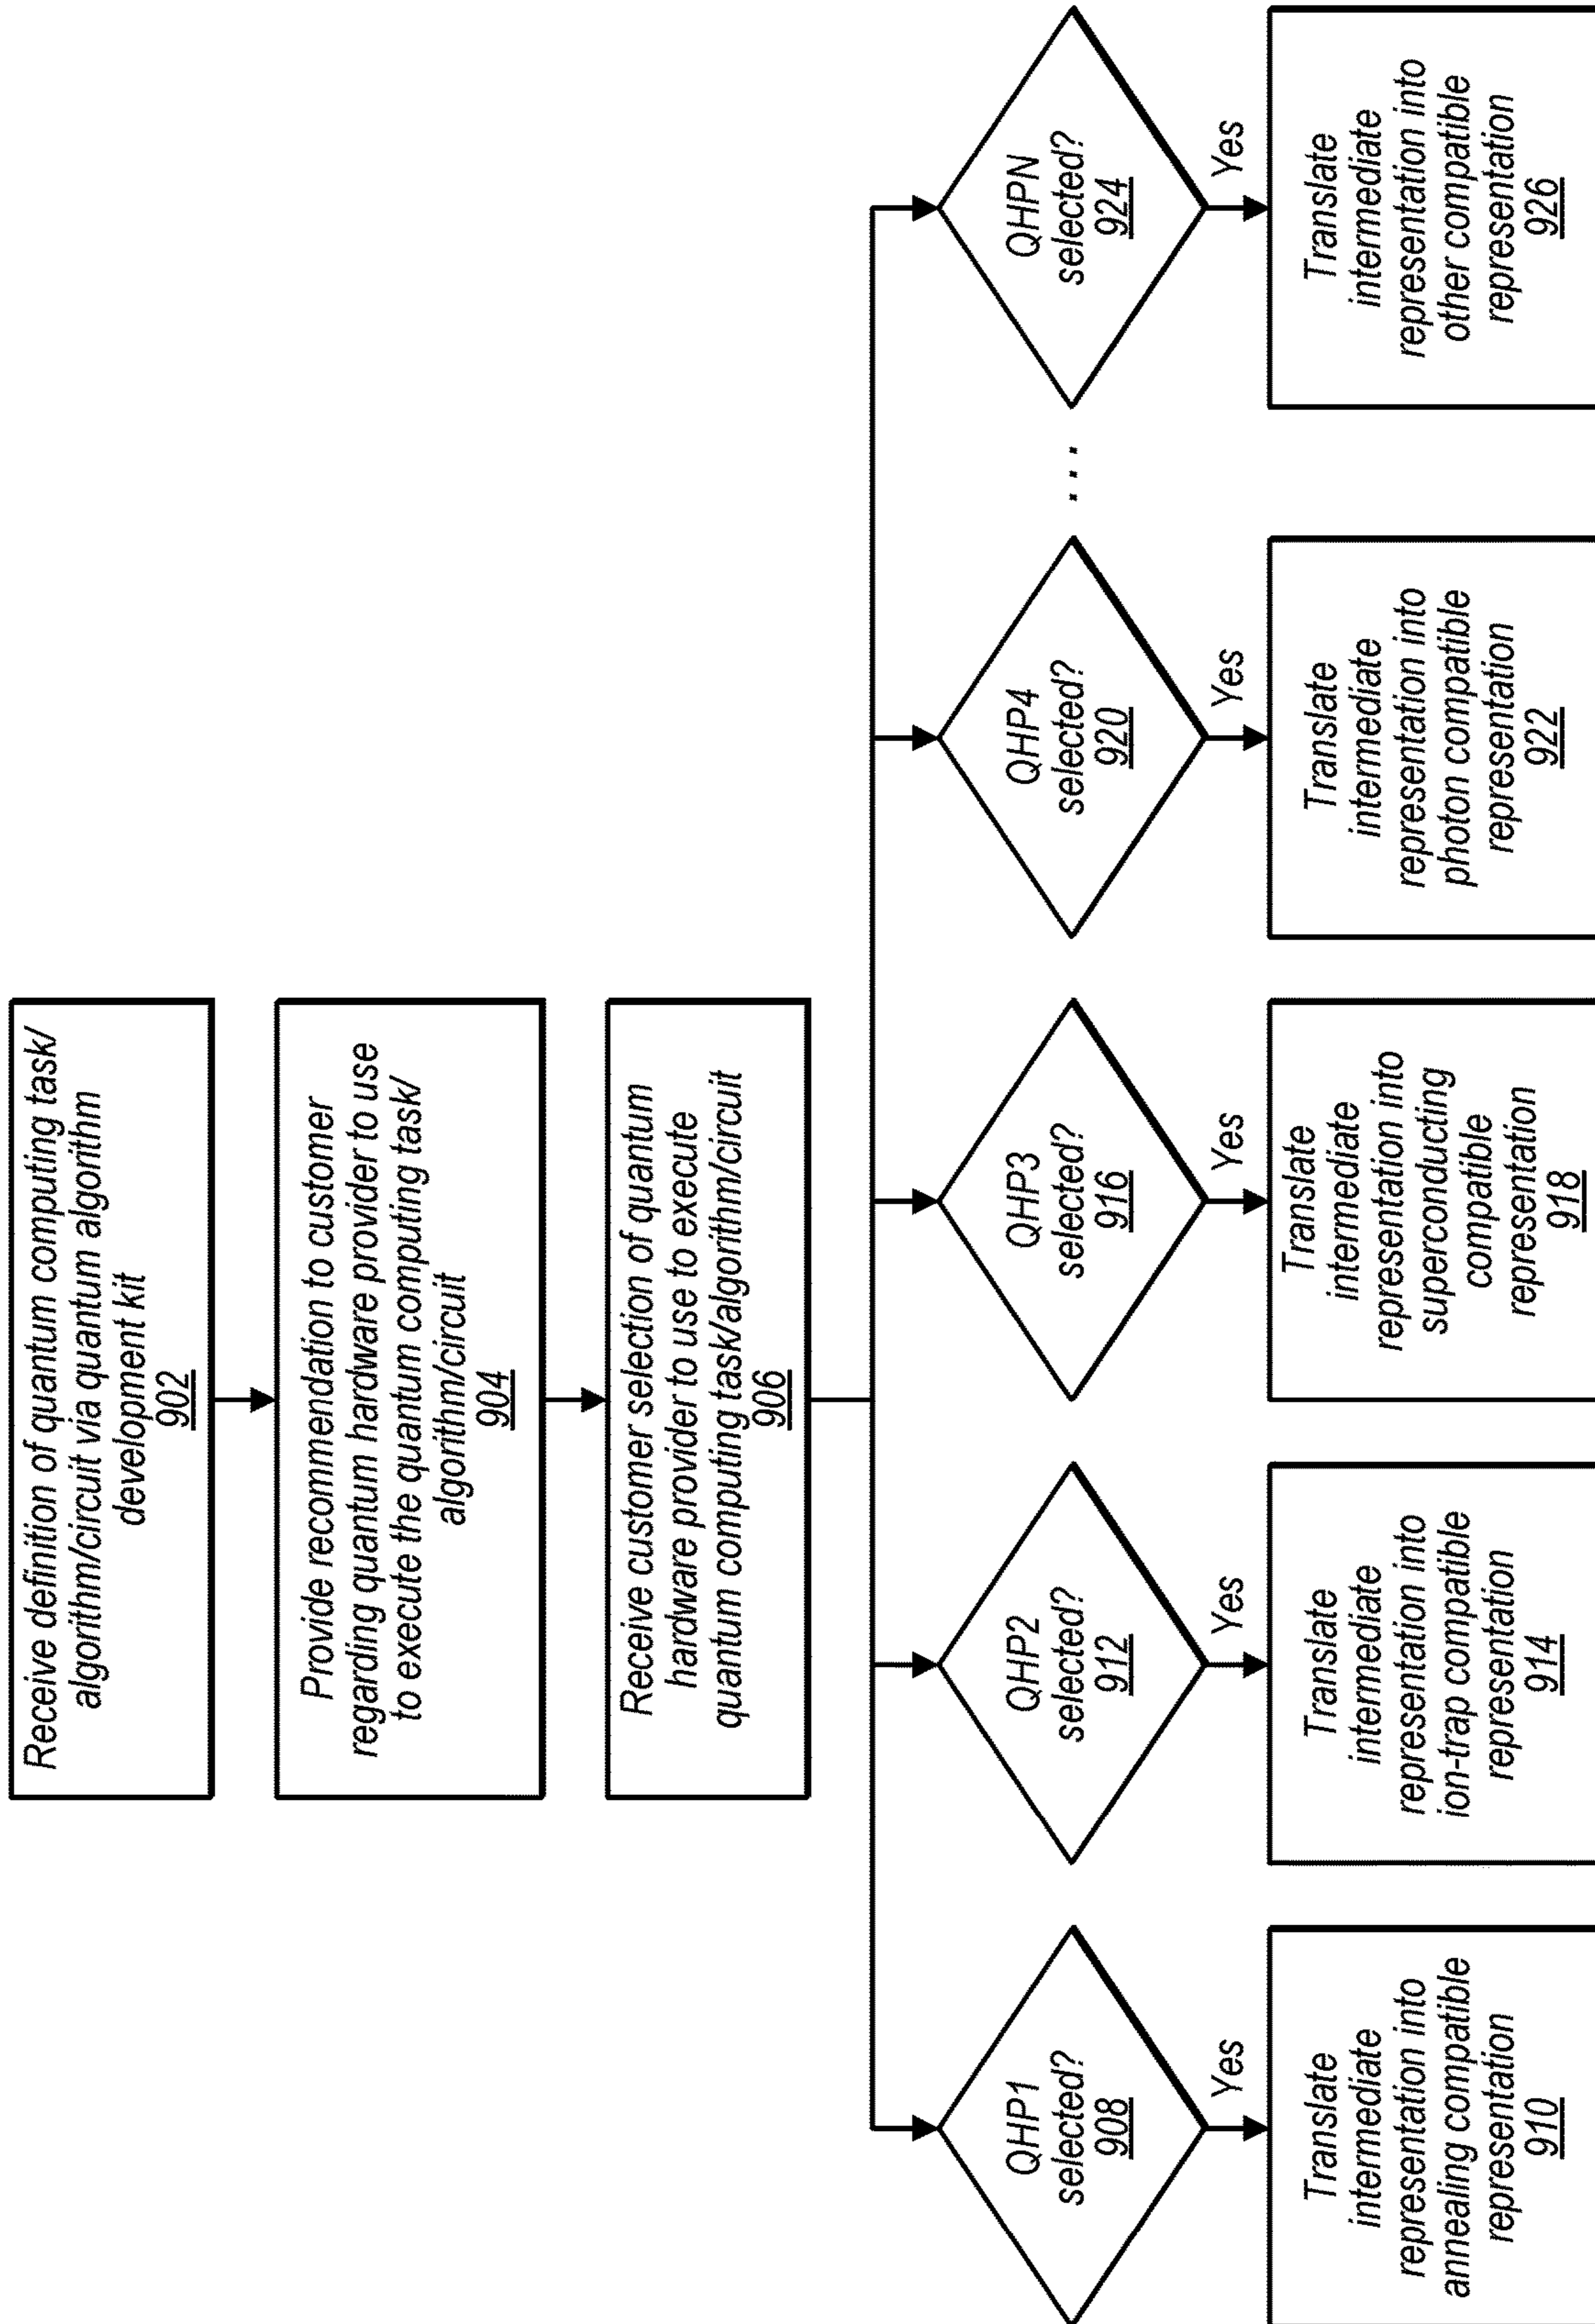 Receive definition of quantum computing task/
algorithm/circuit via quantum algorithm
development kit
902
Provide recommendation to customer
regarding quantum hardware provider to use
to execute the quantum computing task/
algorithm/circuit
904
Receive customer selection of quantum
hardware provider to use to execute
quantum computing task/algorithm/circuit
906
QHP1
selected?
908
Yes
Translate
intermediate
representation into
annealing compatible
representation
910
QHP2
selected?
912
Yes
Translate
intermediate
representation into
ion-trap compatible
representation
914
QHP3
selected?
916
Yes
Translate
intermediate
representation into
superconducting
compatible
representation
918
QHP4
selected?
920
Yes
Translate
intermediate
representation into
photon compatible
representation
922
...
QHPN
selected?
924
Yes
Translate
intermediate
representation into
other compatible
representation
926